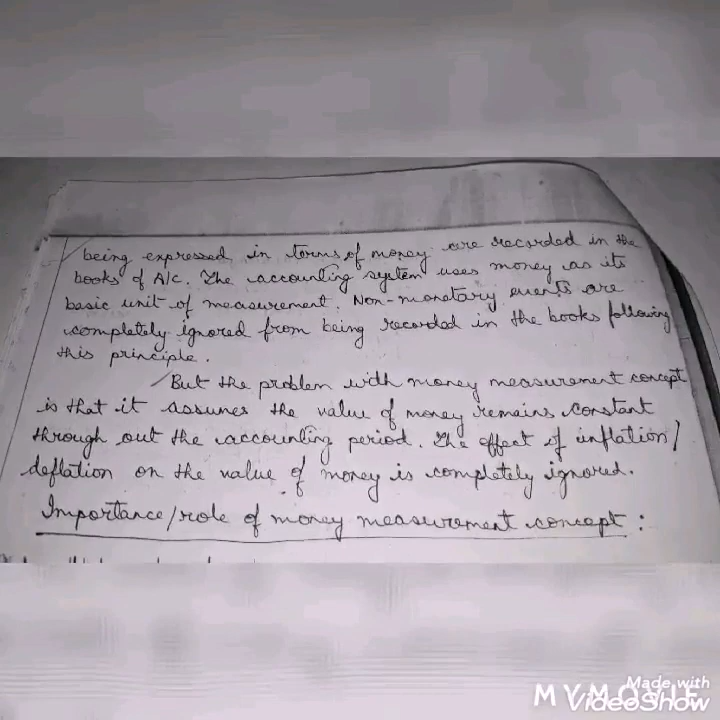 being expressed in terms of money are recorded in the
books of A/c. The accounting system uses money as its
basic unit of measurement. Non-monetary events are
completely ignored from being recorded in the books following
this principle.
But the problem with money measurement concept
is that it assumes the value of money remains constant
through out the accounting period. The effect of inflation/
deflation on the value of money is completely ignored.
Importance/role of money measurement concept :
Made with
MYMOVIE
VideoShow